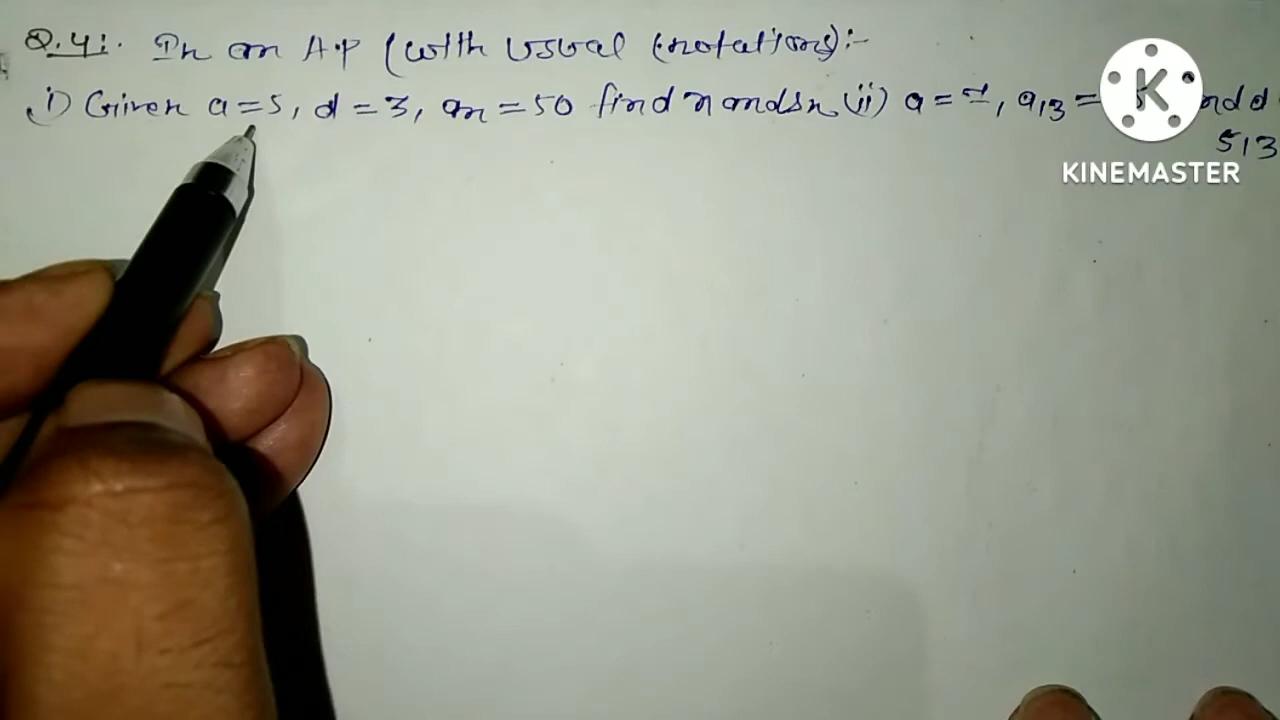 Q.4: In an A.P (with usual (notations):-
i) Given a = 5, d = 3, an = 50 find n and Sn (ii) a = 7, a13 = nd d
S13
K
KINEMASTER